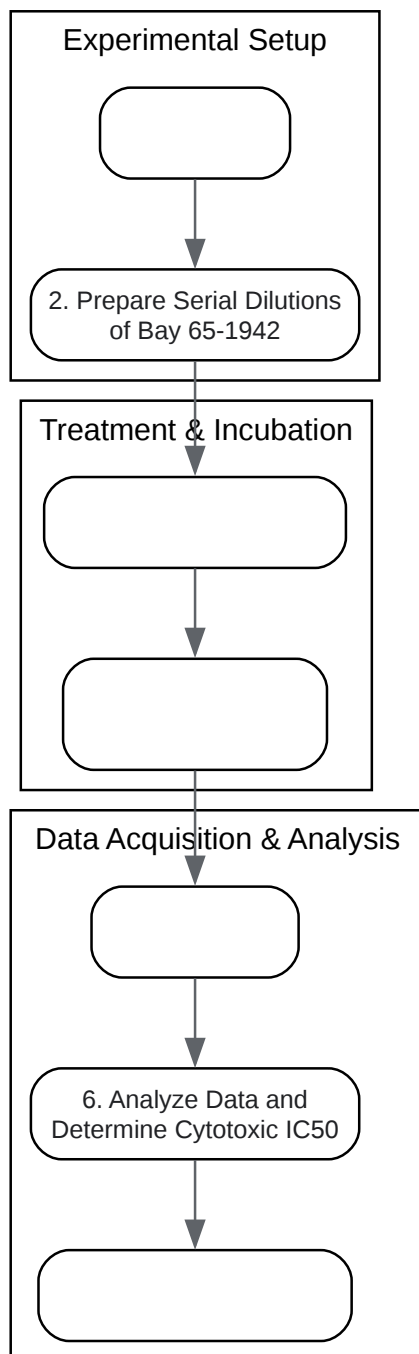 Experimental Setup
2. Prepare Serial Dilutions
of Bay 65-1942
Treatment & Incubation
Data Acquisition & Analysis
6. Analyze Data and
Determine Cytotoxic IC50